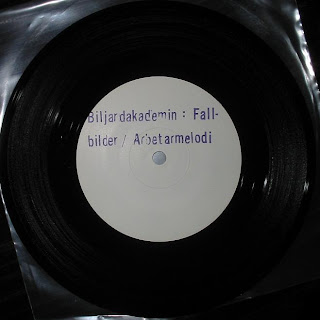 Biljardakademin : Fall-
bilder / Arbetarmelodi